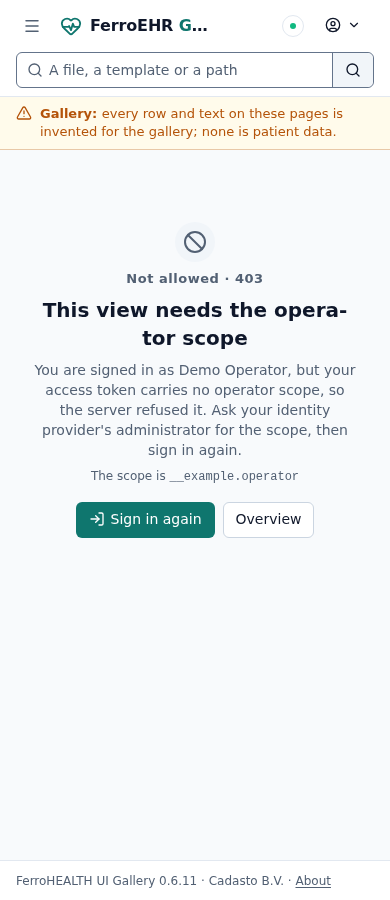 FerroEHR G...
A file, a template or a path
Gallery: every row and text on these pages is
invented for the gallery; none is patient data.
Not allowed · 403
This view needs the opera-
tor scope
You are signed in as Demo Operator, but your
access token carries no operator scope, so
the server refused it. Ask your identity
provider's administrator for the scope, then
sign in again.
The scope is __example.operator
Sign in again
Overview
FerroHEALTH UI Gallery 0.6.11 · Cadasto B.V. · About